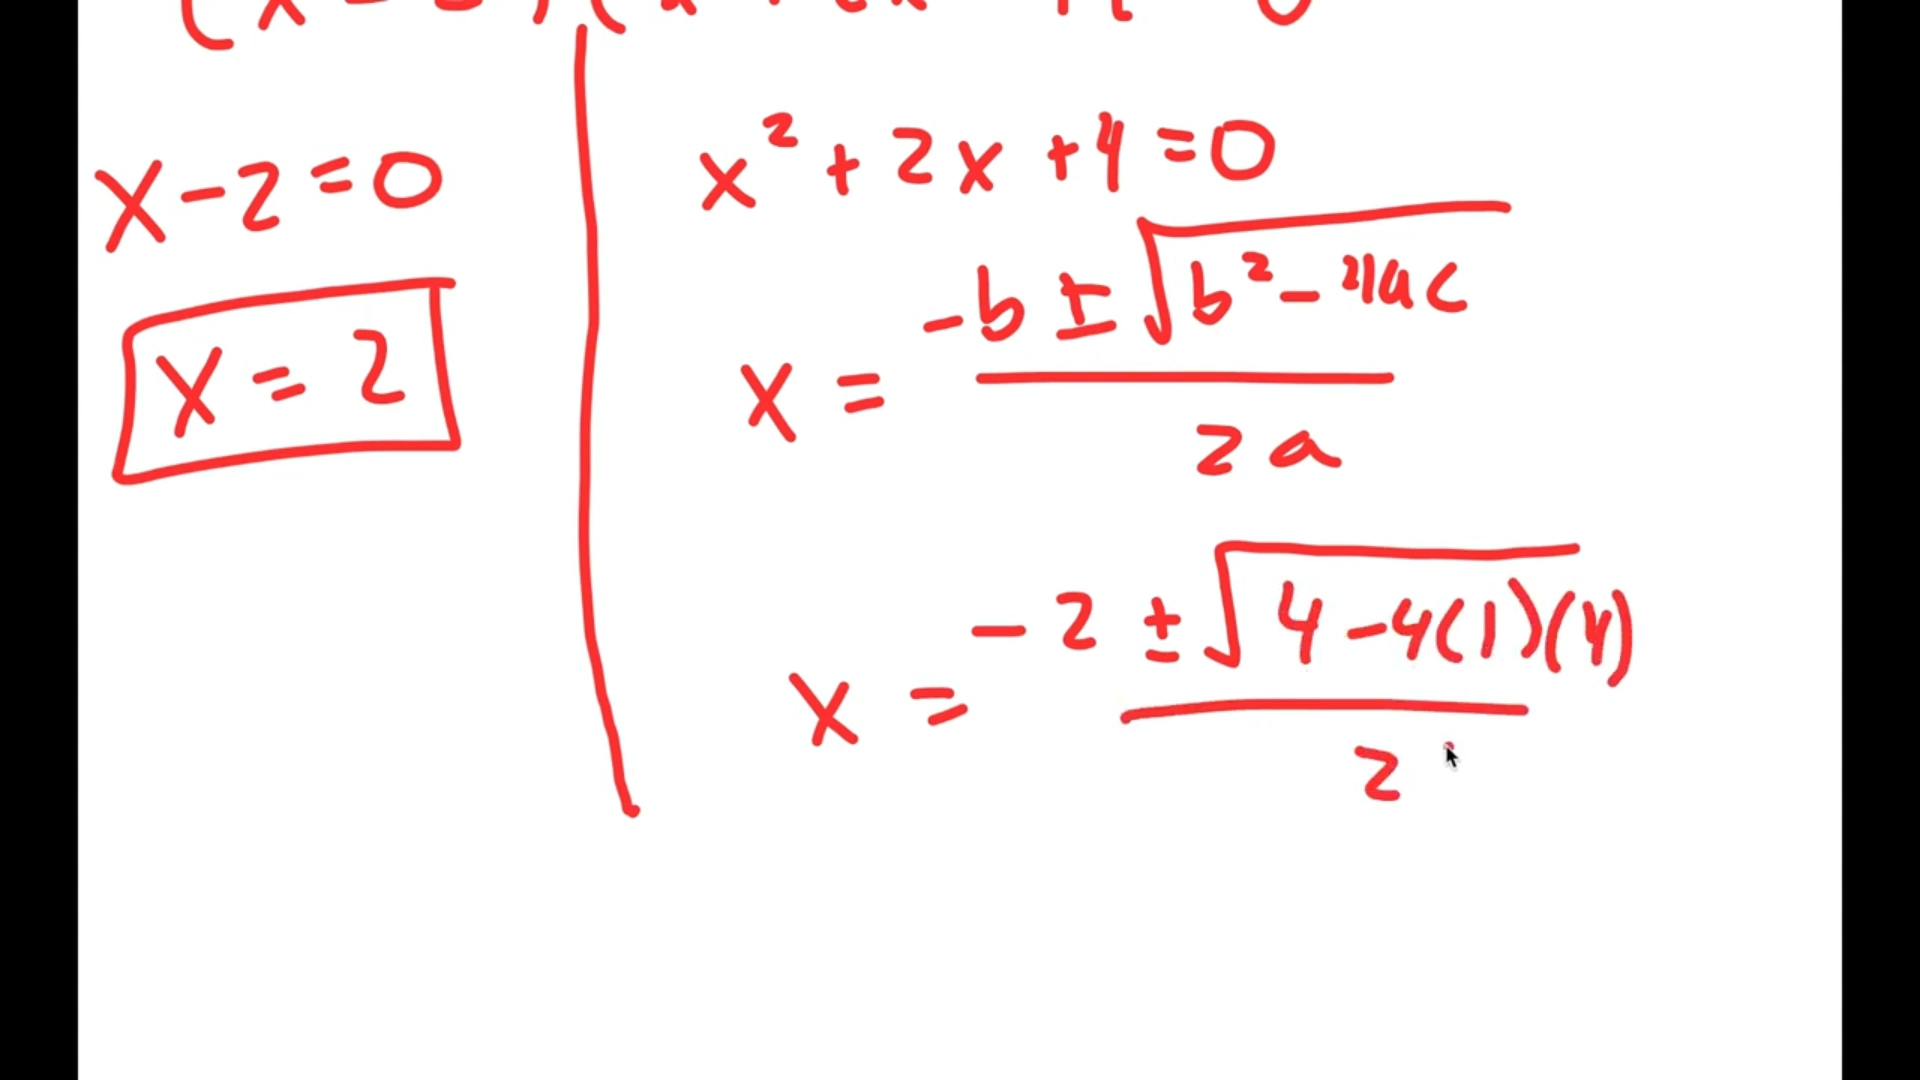 x - 2 = 0
x = 2
x² + 2x + 4 = 0
x = -b ± √b² - 4ac / 2a
x = -2 ± √4 - 4(1)(4) / 2